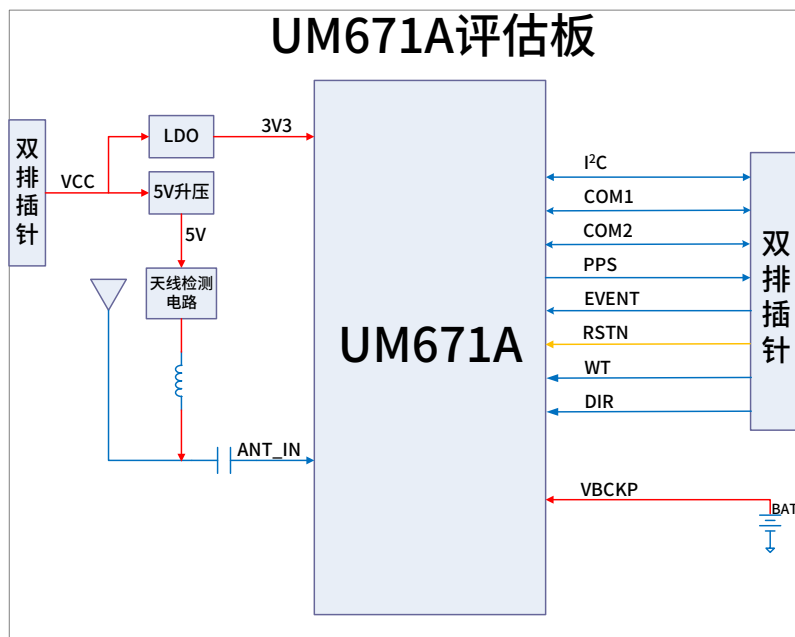 UM671A评估板
双排插针
VCC
LDO
3V3
5V升压
5V
天线检测
电路
ANT_IN
UM671A
I²C
COM1
COM2
PPS
EVENT
RSTN
WT
DIR
双排插针
VBCKP
BAT